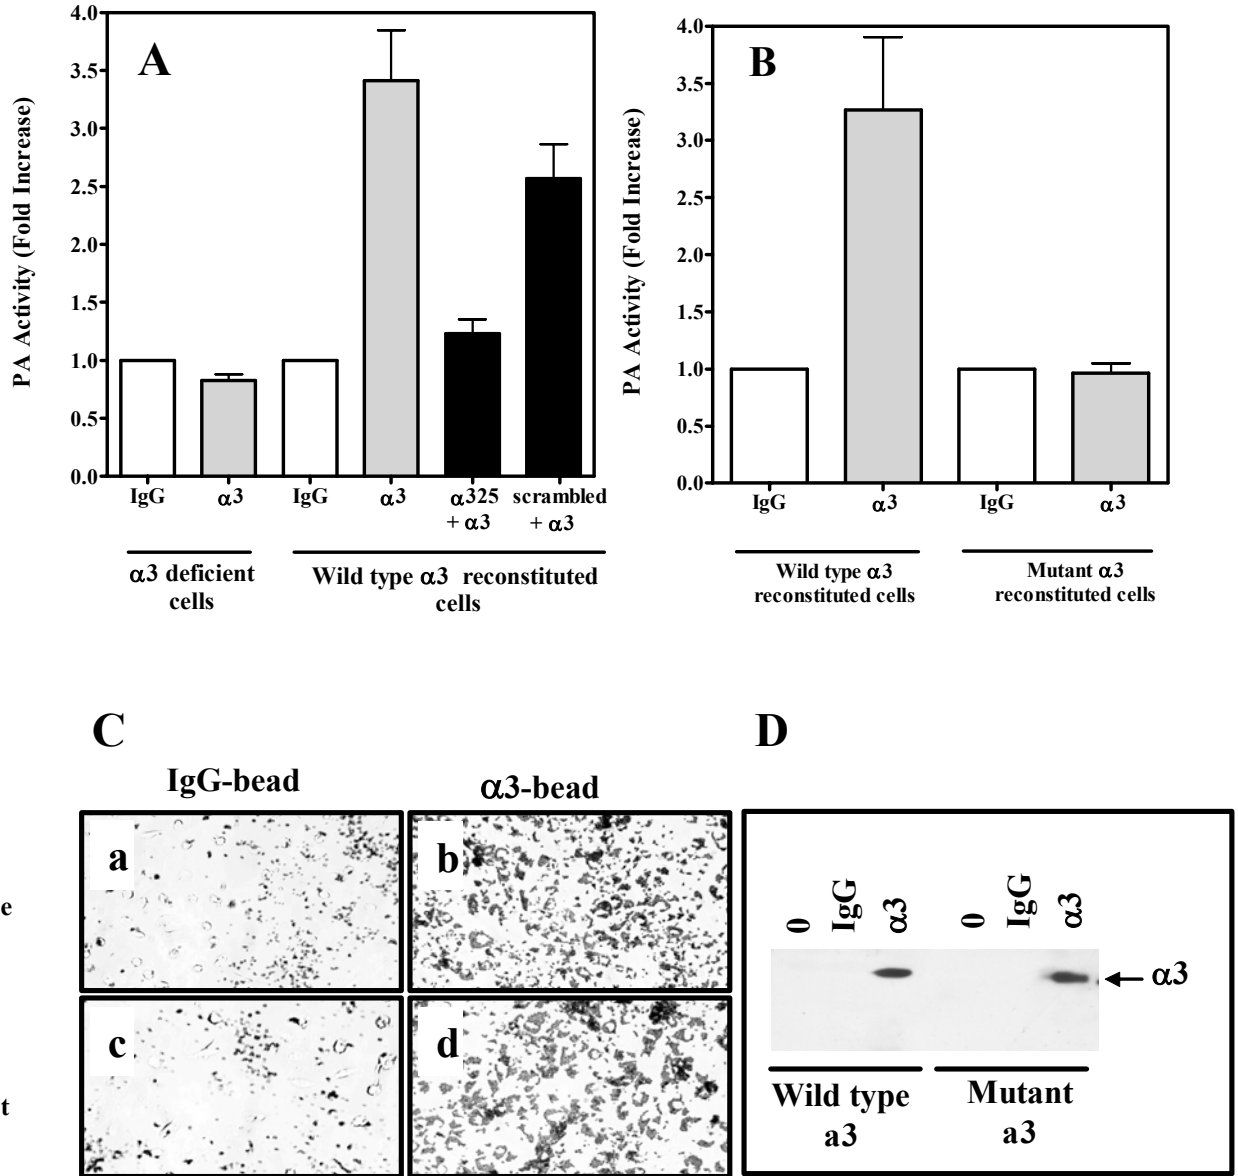 A
PA Activity (Fold Increase)
4.0
3.5
3.0
2.5
2.0
1.5
1.0
0.5
0.0
IgG
α3
IgG
α3
α325
+ α3
scrambled
+ α3
α3 deficient
cells
Wild type α3 reconstituted
cells
B
PA Activity (Fold Increase)
4.0
3.5
3.0
2.5
2.0
1.5
1.0
0.5
0.0
IgG
α3
IgG
α3
Wild type α3
reconstituted cells
Mutant α3
reconstituted cells
C
IgG-bead
α3-bead
a
b
e
c
d
t
D
0
IgG
α3
0
IgG
α3
α3
Wild type
a3
Mutant
a3